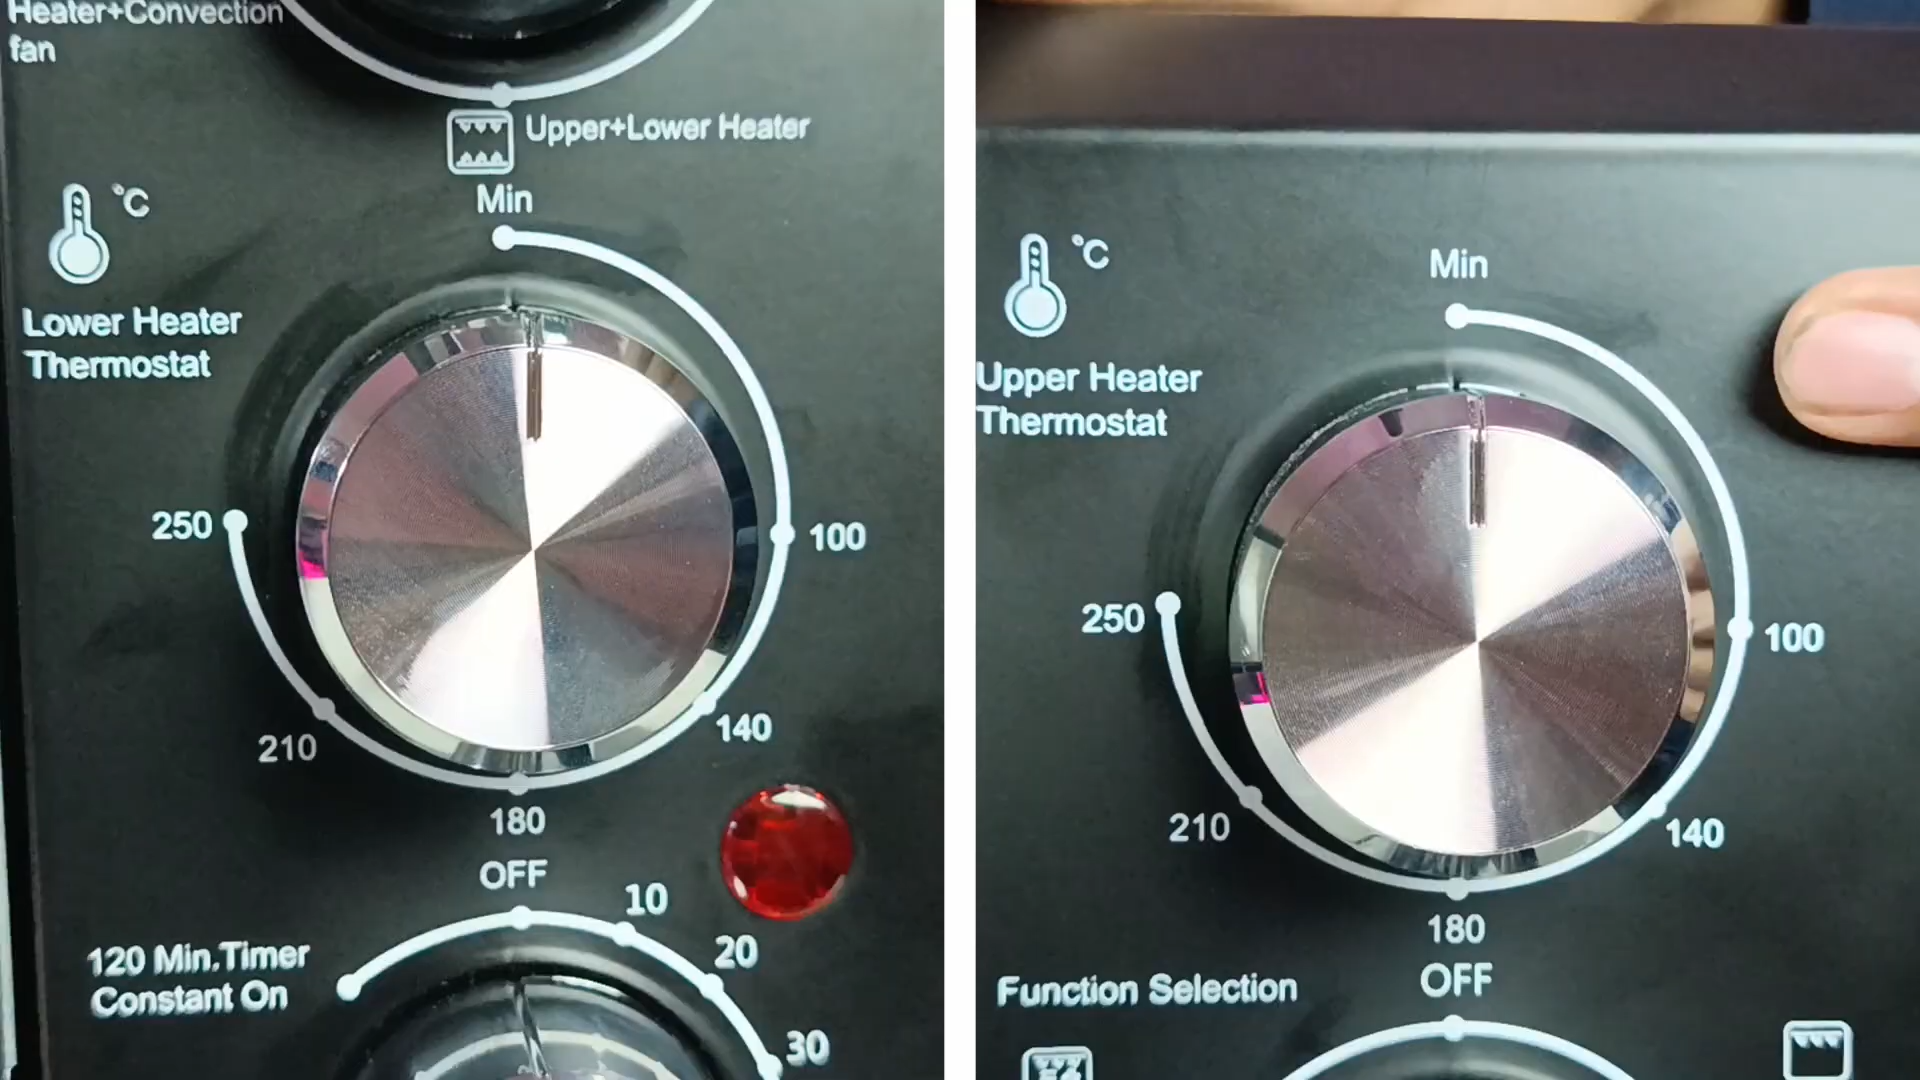 Heater+Convection
fan
Upper+Lower Heater
Min
°C
Lower Heater
Thermostat
250
100
210
140
180
OFF
10
20
30
120 Min.Timer
Constant On
Min
°C
Upper Heater
Thermostat
250
100
210
140
180
OFF
Function Selection